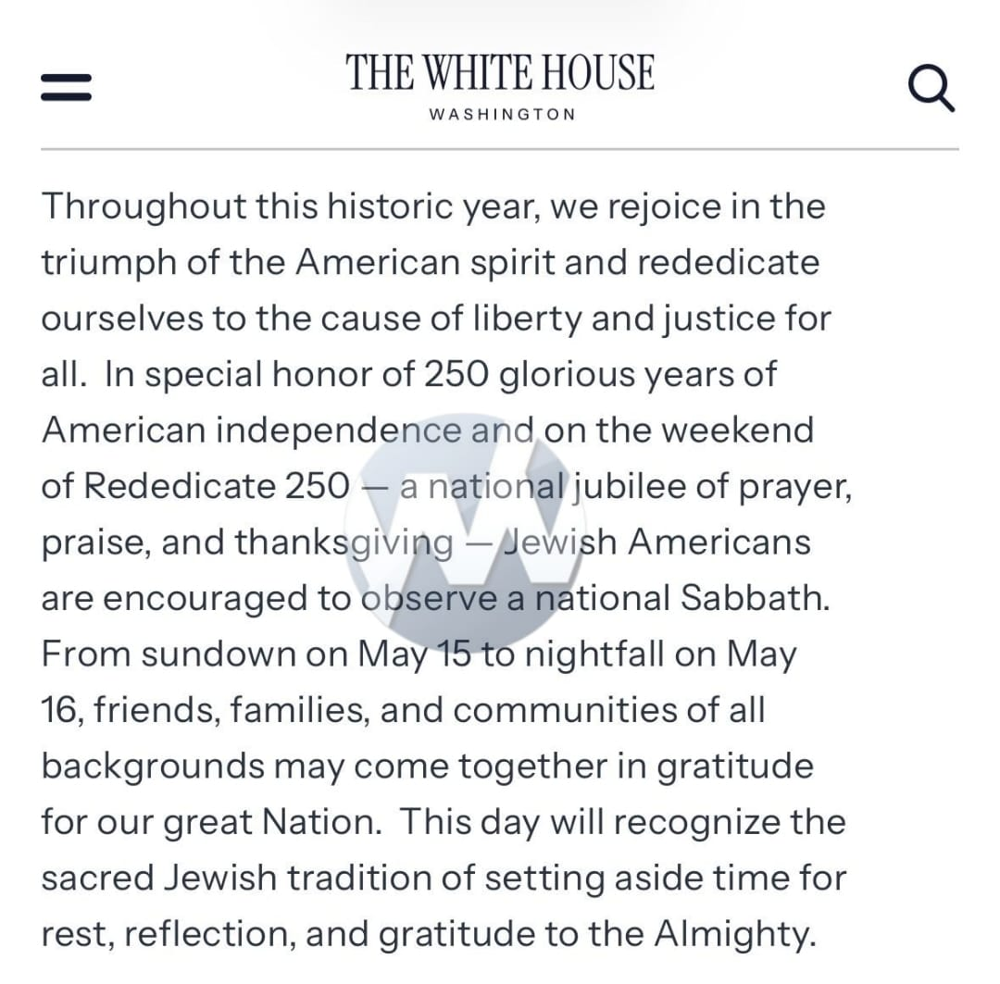 THE WHITE HOUSE
WASHINGTON
Throughout this historic year, we rejoice in the
triumph of the American spirit and rededicate
ourselves to the cause of liberty and justice for
all.  In special honor of 250 glorious years of
American independence and on the weekend
of Rededicate 250 — a national jubilee of prayer,
praise, and thanksgiving — Jewish Americans
are encouraged to observe a national Sabbath.
From sundown on May 15 to nightfall on May
16, friends, families, and communities of all
backgrounds may come together in gratitude
for our great Nation.  This day will recognize the
sacred Jewish tradition of setting aside time for
rest, reflection, and gratitude to the Almighty.